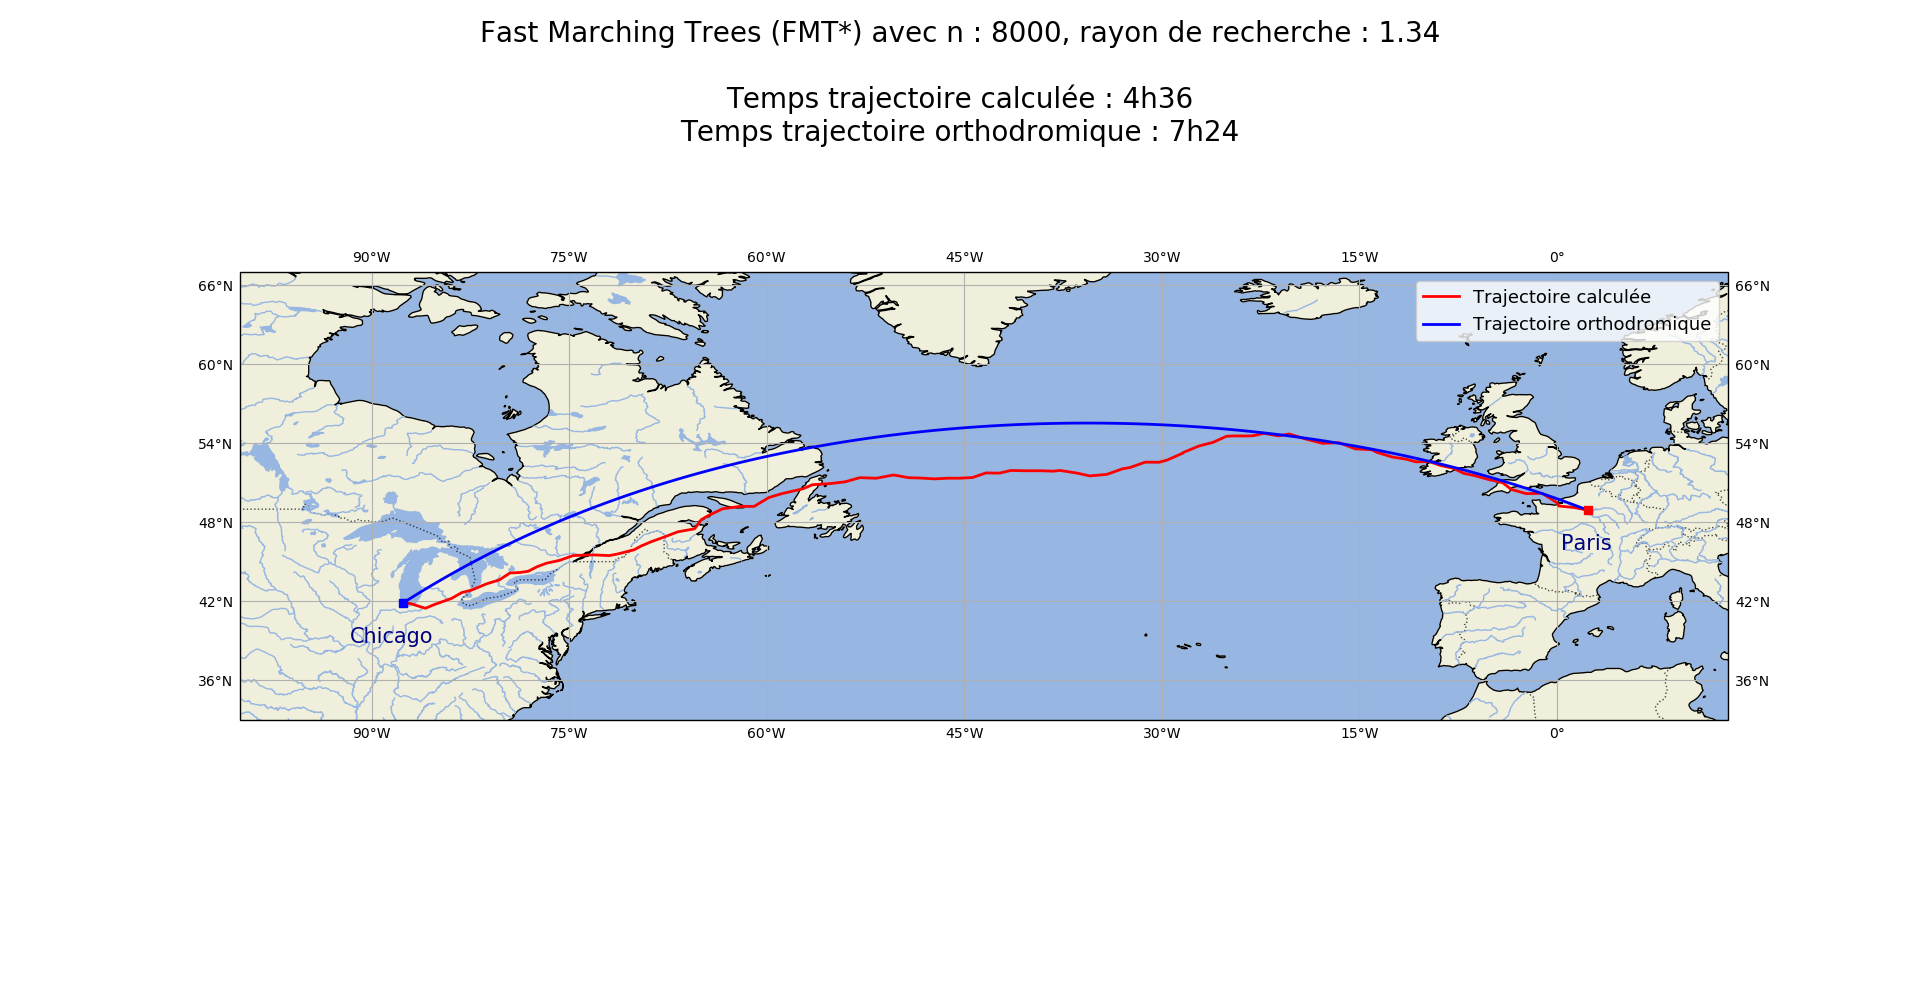 Fast Marching Trees (FMT*) avec n : 8000, rayon de recherche : 1.34
Temps trajectoire calculée : 4h36
Temps trajectoire orthodromique : 7h24
90°W 75°W 60°W 45°W 30°W 15°W 0°
66°N 66°N
Trajectoire calculée
Trajectoire orthodromique
60°N 60°N
54°N 54°N
48°N 48°N
Paris
42°N 42°N
Chicago
36°N 36°N
90°W 75°W 60°W 45°W 30°W 15°W 0°